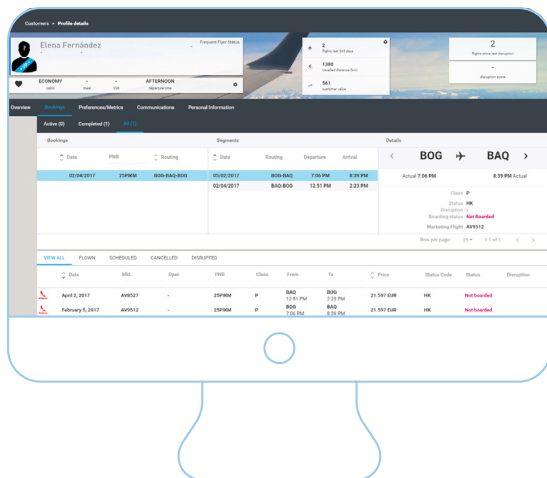 Customers • Profile details
Elena Fernández
Frequent Flyer Status
2
Flights last 365 days
1380
travelled distance (km)
561
customer value
2
Flights since last disruption
-
disruption score
ECONOMY - - AFTERNOON
cabin meal SSR departure time
Overview Bookings Preferences/Metrics Communications Personal Information
Active (0) Completed (1) All (1)
Bookings Segments Details
Date PNR Routing Date Routing Departure Arrival
BOG BAQ
02/04/2017 25PIKM BOG-BAQ-BOG 05/02/2017 BOG-BAQ 7:06 PM 8:39 PM
Actual 7:06 PM 8:39 PM Actual
02/04/2017 BAQ-BOG 12:51 PM 2:23 PM
Class P
Status HK
Disruption -
Boarding status Not Boarded
Marketing Flight AV9512
Rows per page: 25 1-1 of 1
VIEW ALL FLOWN SCHEDULED CANCELLED DISRUPTED
Date Mkt Oper PNR Class From To Price Status Code Status Disruption
April 2, 2017 AV8527 - 25PIKM P BAQ BOG 21.597 EUR HK Not boarded
12:51 PM 2:23 PM
February 5, 2017 AV9512 - 25PIKM P BOG BAQ 21.597 EUR HK Not boarded
7:06 PM 8:39 PM